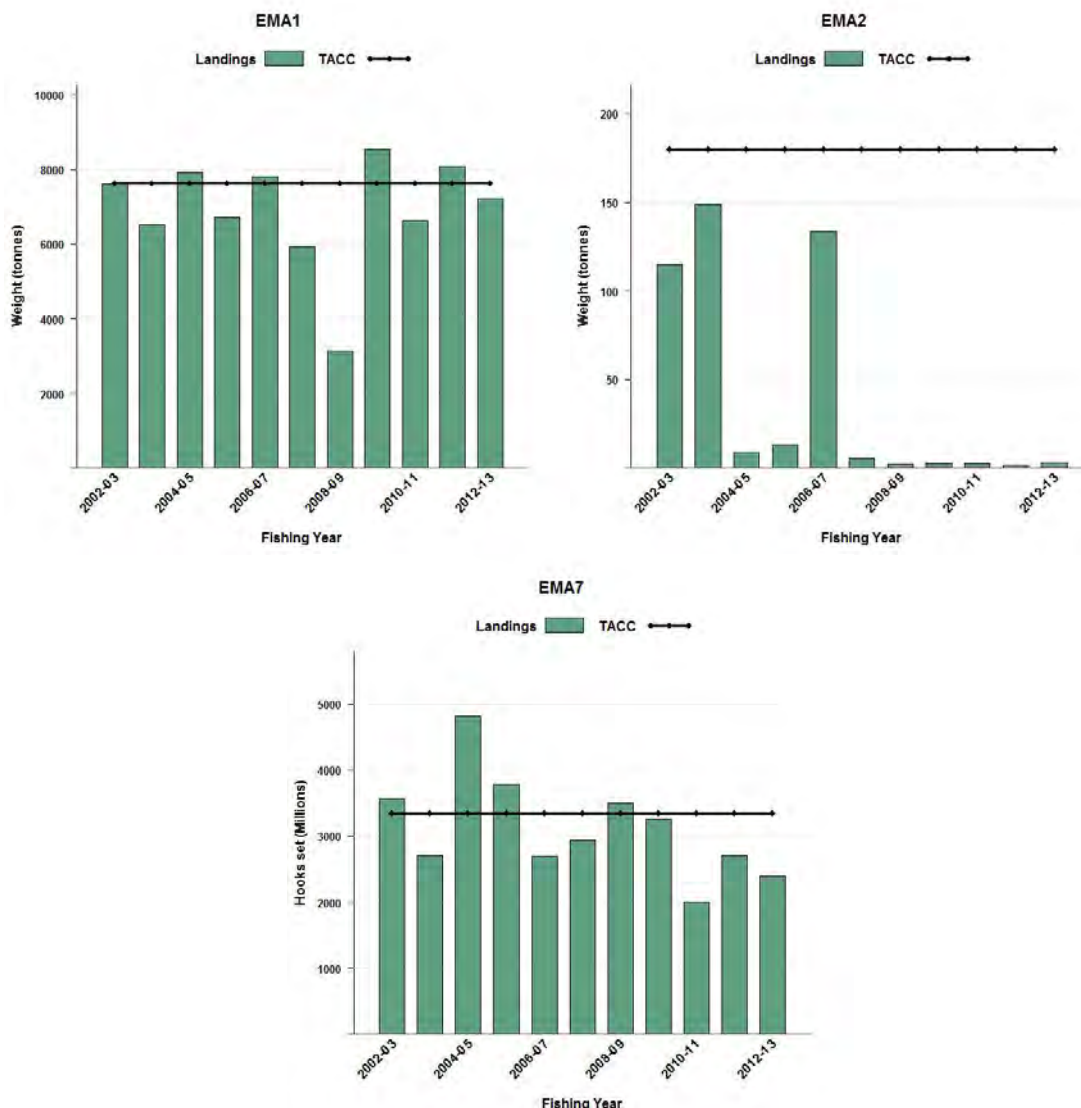 EMA1
Landings TACC
10000
8000
6000
4000
2000
Weight (tonnes)
2002-03 2004-05 2006-07 2008-09 2010-11 2012-13
Fishing Year
EMA2
Landings TACC
200
150
100
50
Weight (tonnes)
2002-03 2004-05 2006-07 2008-09 2010-11 2012-13
Fishing Year
EMA7
Landings TACC
5000
4000
3000
2000
1000
Hooks set (Millions)
2002-03 2004-05 2006-07 2008-09 2010-11 2012-13
Fishing Year